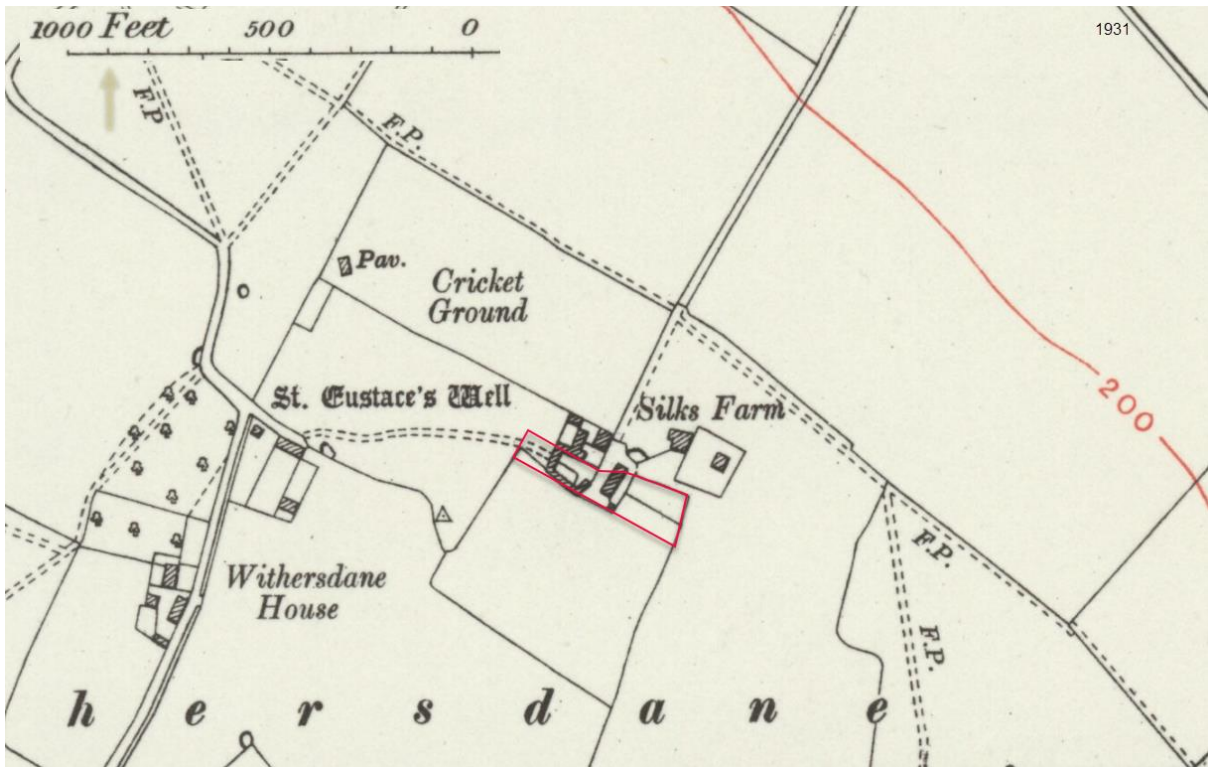 1000 Feet 500 0
1931
F.P.
F.P.
Pav.
Cricket
Ground
St. Eustace's Well
Silks Farm
200
F.P.
Withersdane
House
F.P.
h e r s d a n e